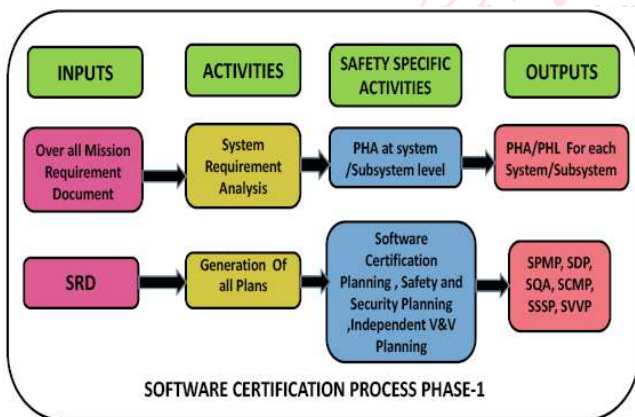 INPUTS
ACTIVITIES
SAFETY SPECIFIC
ACTIVITIES
OUTPUTS
Over all Mission
Requirement
Document
System
Requirement
Analysis
PHA at system
/Subsystem level
PHA/PHL For each
System/Subsystem
SRD
Generation Of
all Plans
Software
Certification
Planning , Safety and
Security Planning
,Independent V&V
Planning
SPMP, SDP,
SQA, SCMP,
SSSP, SVVP
SOFTWARE CERTIFICATION PROCESS PHASE-1